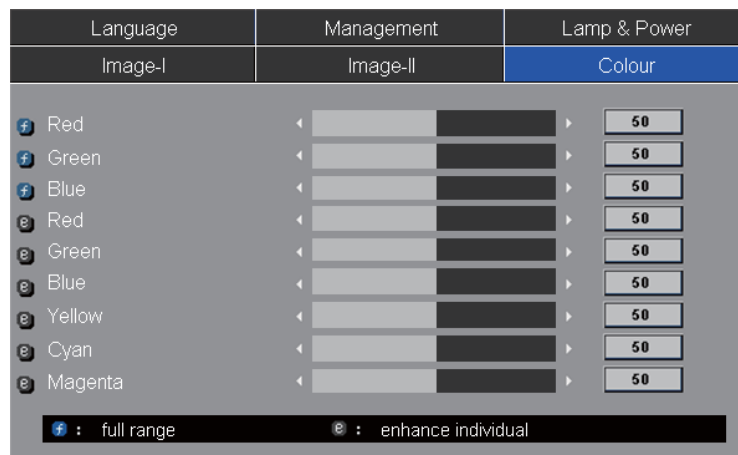 Language Management Lamp & Power
Image-I Image-II Colour
f Red 50
f Green 50
f Blue 50
e Red 50
e Green 50
e Blue 50
e Yellow 50
e Cyan 50
e Magenta 50
f : full range e : enhance individual